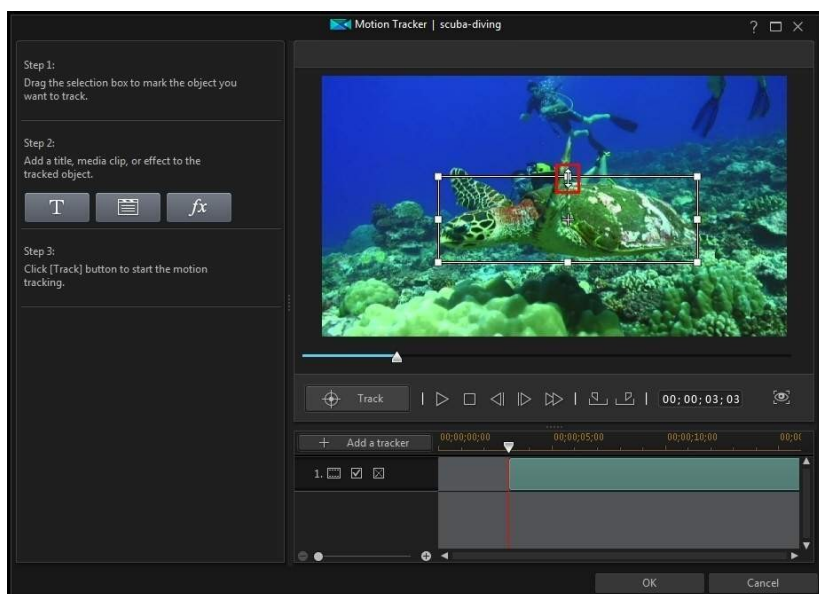 Motion Tracker | scuba-diving
Step 1:
Drag the selection box to mark the object you
want to track.
Step 2:
Add a title, media clip, or effect to the
tracked object.
T
fx
Step 3:
Click [Track] button to start the motion
tracking.
Track
00;00;03;03
Add a tracker
00;00;00;00
00;00;05;00
00;00;10;00
1.
OK
Cancel